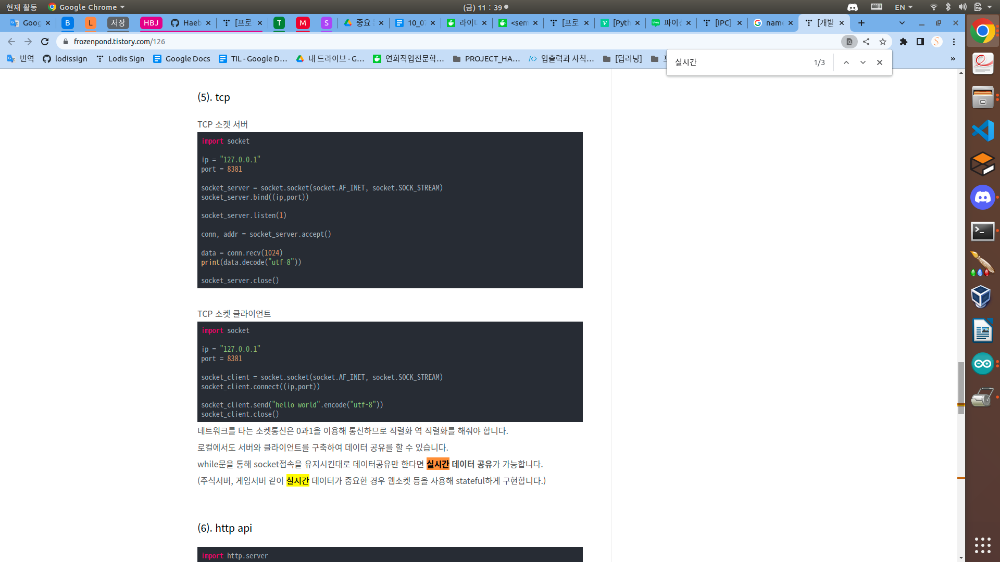 현재 활동 Google Chrome (금) 11 : 39 EN
Goog B L 저장 HBJ Haeb [프로 T M S 중요 10_07 라이 <sem [프로 [Pyth 파이 [IPC] name [개발
frozenpond.tistory.com/126
번역 lodissign Lodis Sign Google Docs TIL - Google D... 내 드라이브 - G... 연희직업전문학... PROJECT_HA... 입출력과 사칙... [딥러닝] »
실시간 1/3
(5). tcp
TCP 소켓 서버
import socket
ip = "127.0.0.1"
port = 8381
socket_server = socket.socket(socket.AF_INET, socket.SOCK_STREAM)
socket_server.bind((ip,port))
socket_server.listen(1)
conn, addr = socket_server.accept()
data = conn.recv(1024)
print(data.decode("utf-8"))
socket_server.close()
TCP 소켓 클라이언트
import socket
ip = "127.0.0.1"
port = 8381
socket_client = socket.socket(socket.AF_INET, socket.SOCK_STREAM)
socket_client.connect((ip,port))
socket_client.send("hello world".encode("utf-8"))
socket_client.close()
네트워크를 타는 소켓통신은 0과1을 이용해 통신하므로 직렬화 역 직렬화를 해줘야 합니다.
로컬에서도 서버와 클라이언트를 구축하여 데이터 공유를 할 수 있습니다.
while문을 통해 socket접속을 유지시킨대로 데이터공유만 한다면 실시간 데이터 공유가 가능합니다.
(주식서버, 게임서버 같이 실시간 데이터가 중요한 경우 웹소켓 등을 사용해 stateful하게 구현합니다.)
(6). http api
import http.server